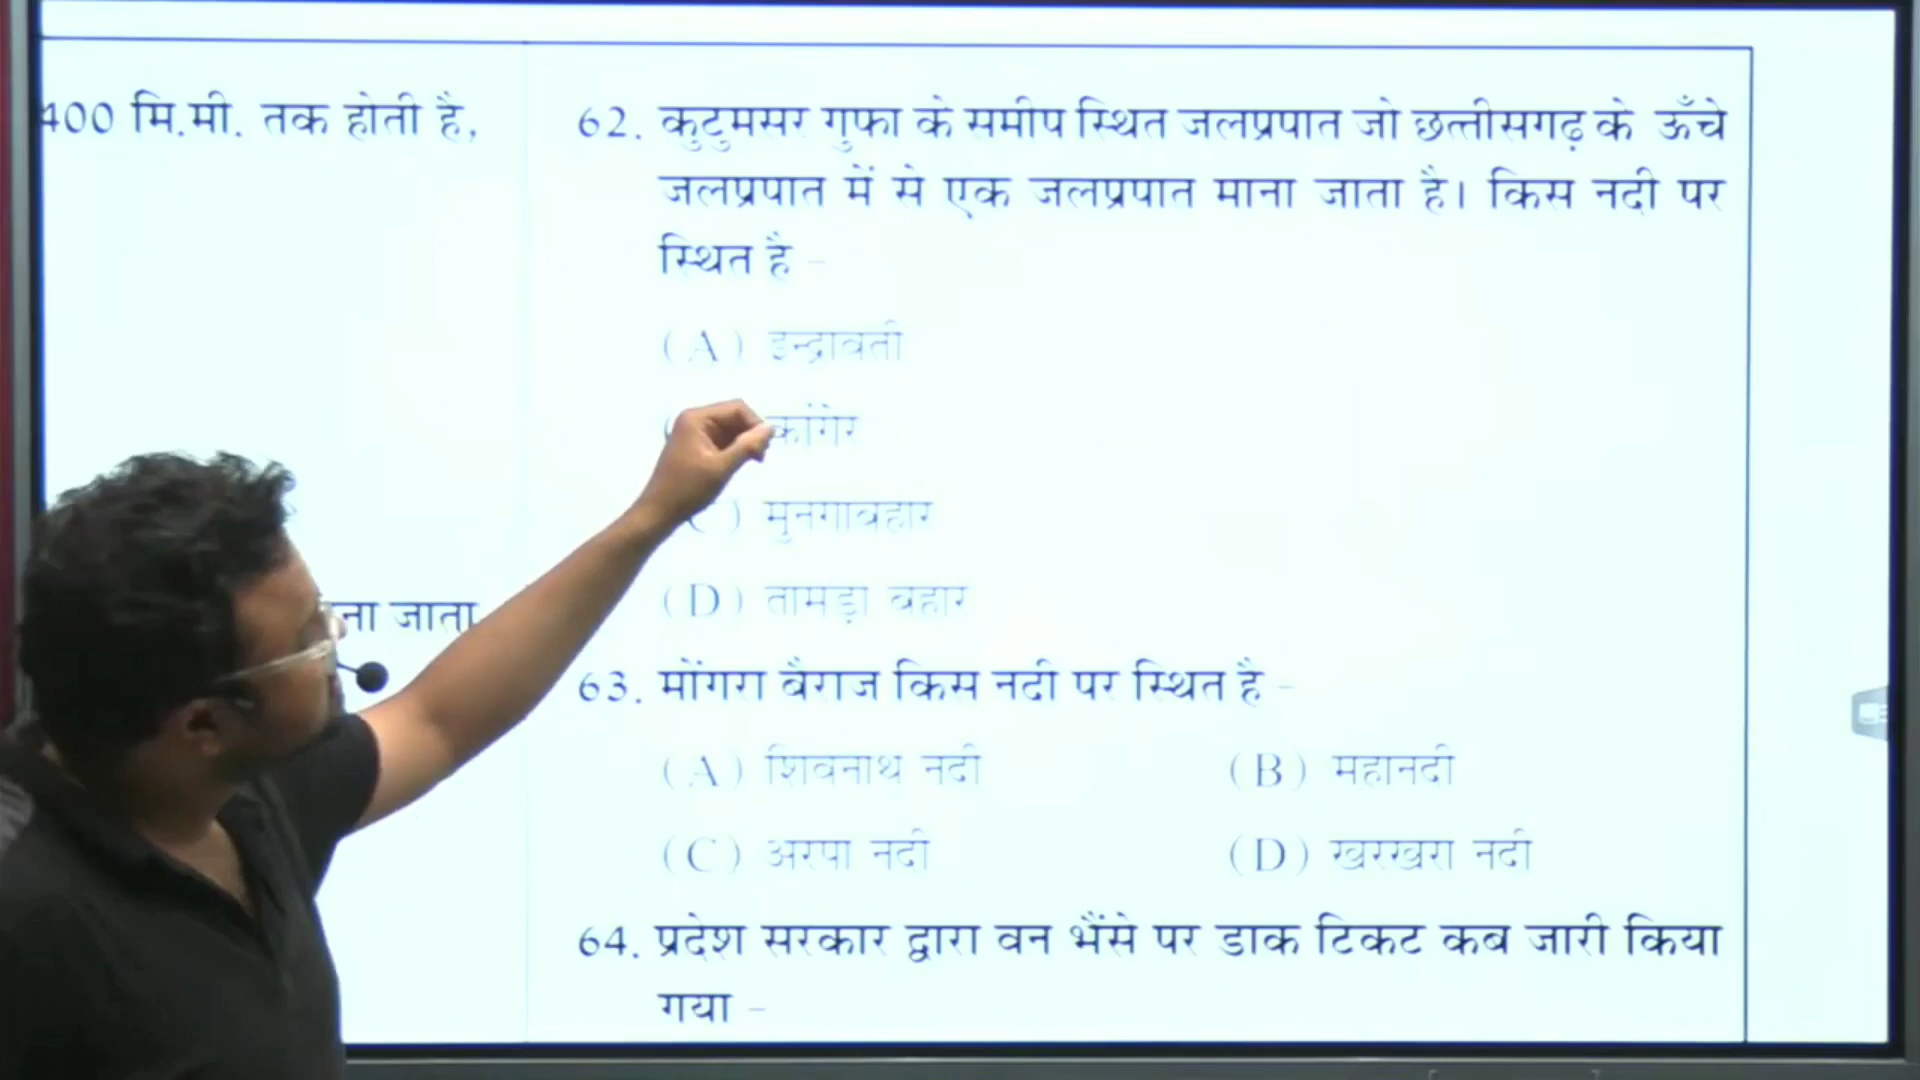 400 मि.मी. तक होती है,
ना जाता
62. कुटुमसर गुफा के समीप स्थित जलप्रपात जो छत्तीसगढ़ के ऊँचे
जलप्रपात में से एक जलप्रपात माना जाता है। किस नदी पर
स्थित है -
(A) इन्द्रावती
कांगेर
C) मुनगाबहार
(D) तामड़ा बहार
63. मोंगरा बैराज किस नदी पर स्थित है -
(A) शिवनाथ नदी (B) महानदी
(C) अरपा नदी (D) खरखरा नदी
64. प्रदेश सरकार द्वारा वन भैंसे पर डाक टिकट कब जारी किया
गया -